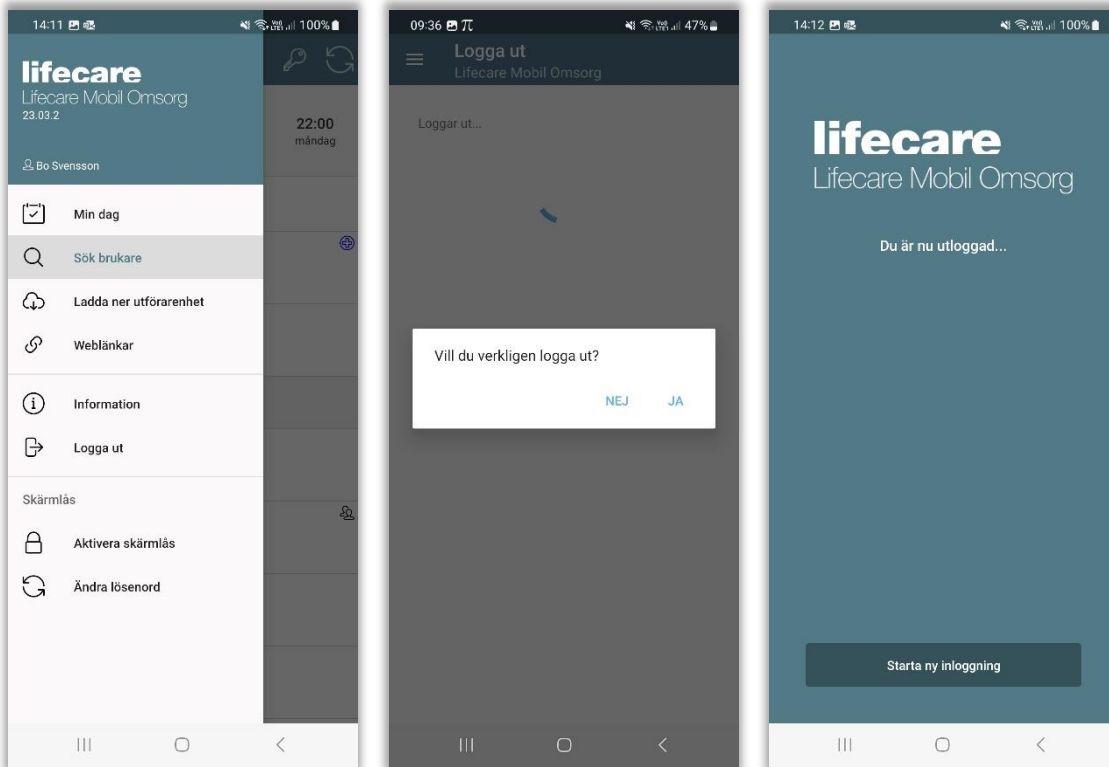 14:11
100%
lifecare
Lifecare Mobil Omsorg
23.03.2
Bo Svensson
22:00
måndag
Min dag
Sök brukare
Ladda ner utförarenhet
Weblänkar
Information
Logga ut
Skärmlås
Aktivera skärmlås
Ändra lösenord
09:36
47%
Logga ut
Lifecare Mobil Omsorg
Loggar ut...
Vill du verkligen logga ut?
NEJ JA
14:12
100%
lifecare
Lifecare Mobil Omsorg
Du är nu utloggad...
Starta ny inloggning